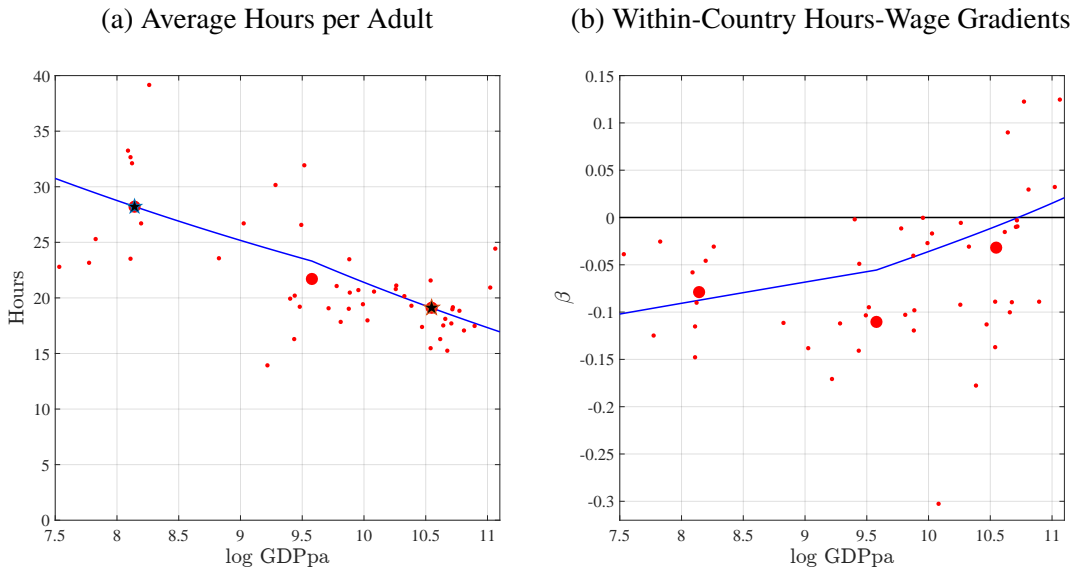 (a) Average Hours per Adult
40
35
30
25
20
15
10
5
0
Hours
7.5 8 8.5 9 9.5 10 10.5 11
log GDPpa
(b) Within-Country Hours-Wage Gradients
0.15
0.1
0.05
0
-0.05
-0.1
-0.15
-0.2
-0.25
-0.3
β
7.5 8 8.5 9 9.5 10 10.5 11
log GDPpa